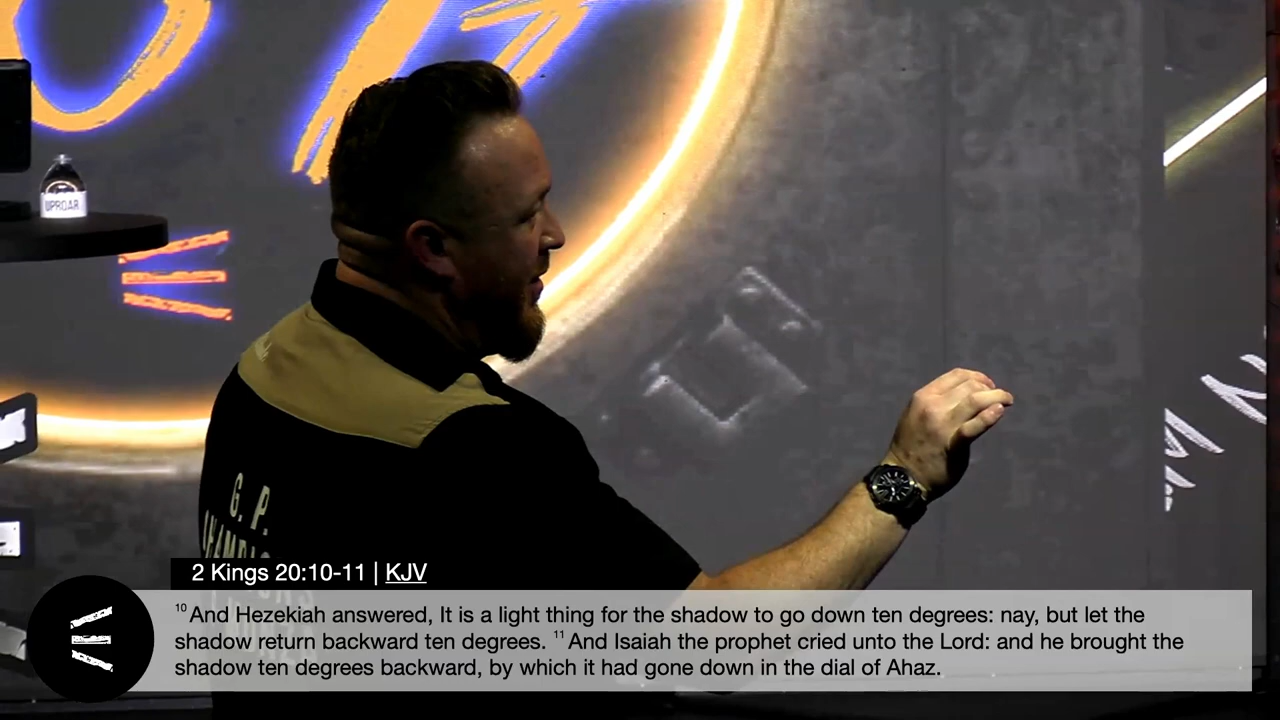 UPROAR
G. P.
2 Kings 20:10-11 | KJV
10 And Hezekiah answered, It is a light thing for the shadow to go down ten degrees: nay, but let the
shadow return backward ten degrees. 11 And Isaiah the prophet cried unto the Lord: and he brought the
shadow ten degrees backward, by which it had gone down in the dial of Ahaz.